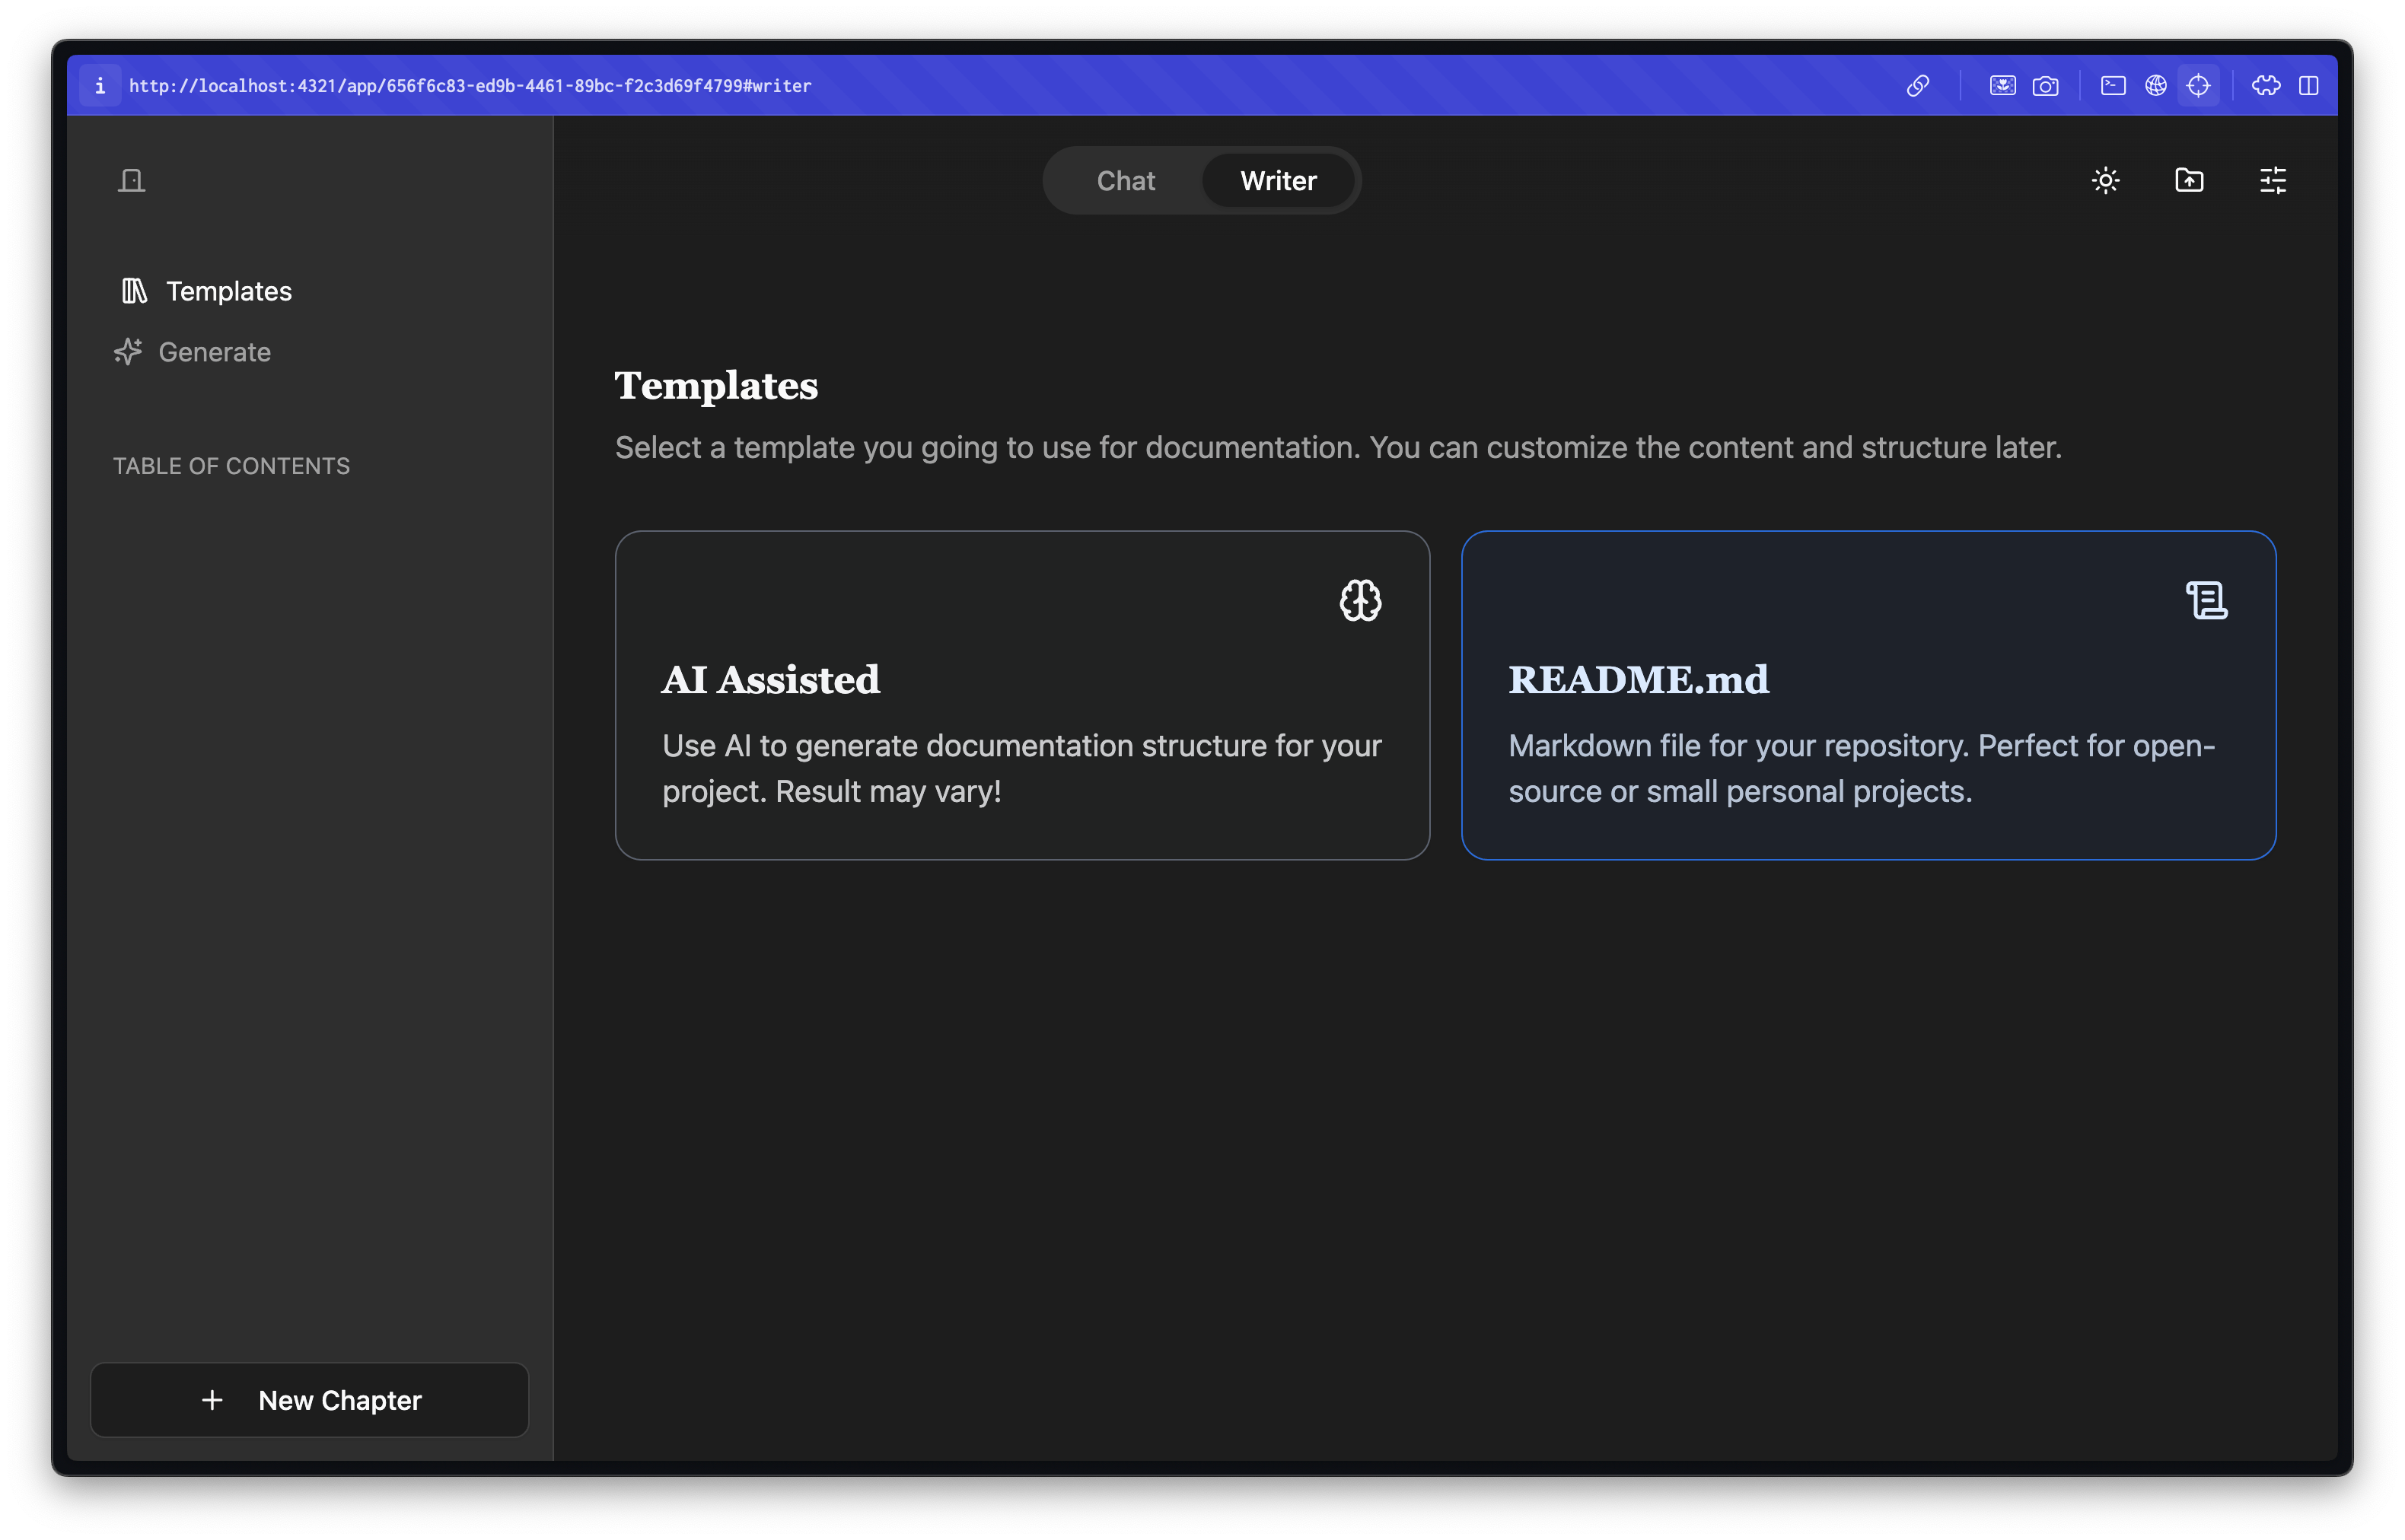 http://localhost:4321/app/656f6c83-ed9b-4461-89bc-f2c3d69f4799#writer
Chat
Writer
Templates
Generate
TABLE OF CONTENTS
Templates
Select a template you going to use for documentation. You can customize the content and structure later.
AI Assisted
Use AI to generate documentation structure for your
project. Result may vary!
README.md
Markdown file for your repository. Perfect for open-
source or small personal projects.
New Chapter